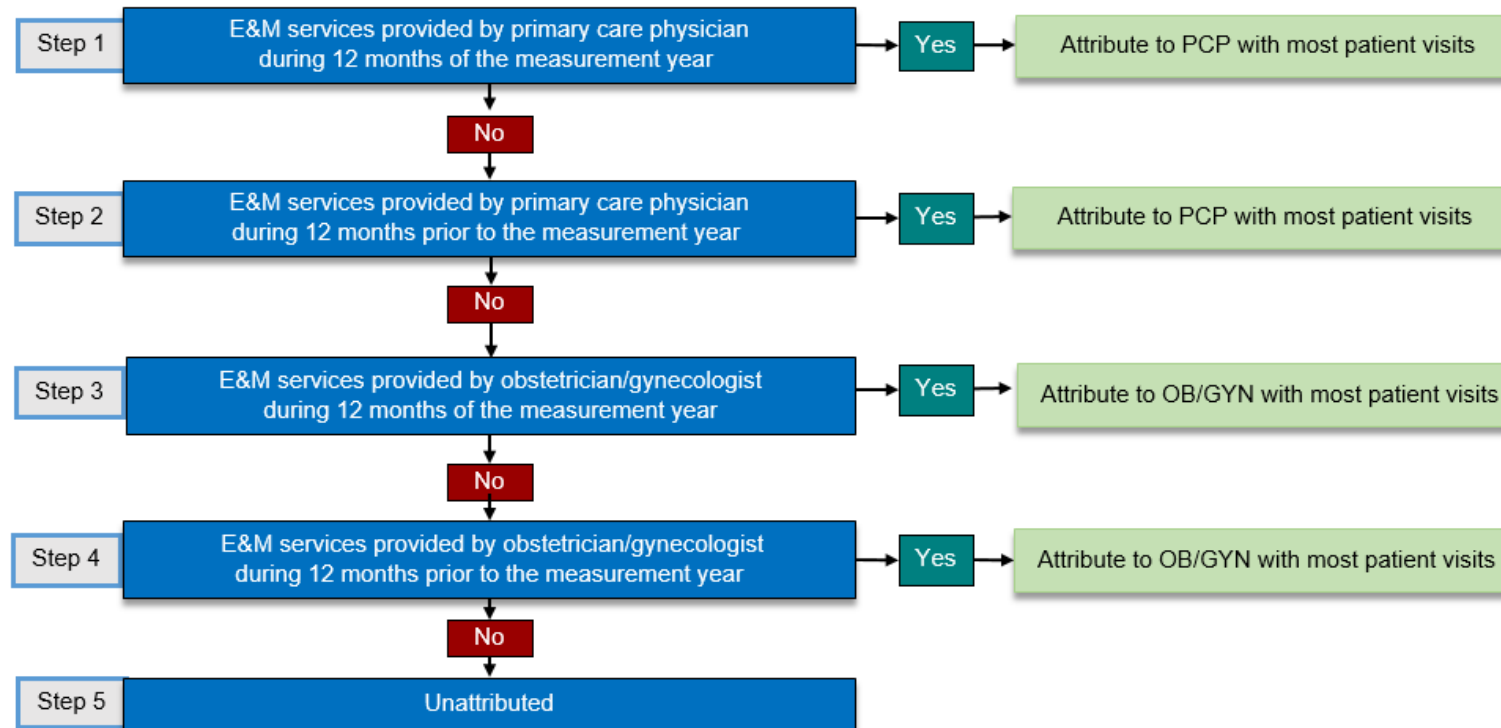 Step 1
E&M services provided by primary care physician
during 12 months of the measurement year
Yes
Attribute to PCP with most patient visits
No
Step 2
E&M services provided by primary care physician
during 12 months prior to the measurement year
Yes
Attribute to PCP with most patient visits
No
Step 3
E&M services provided by obstetrician/gynecologist
during 12 months of the measurement year
Yes
Attribute to OB/GYN with most patient visits
No
Step 4
E&M services provided by obstetrician/gynecologist
during 12 months prior to the measurement year
Yes
Attribute to OB/GYN with most patient visits
No
Step 5
Unattributed